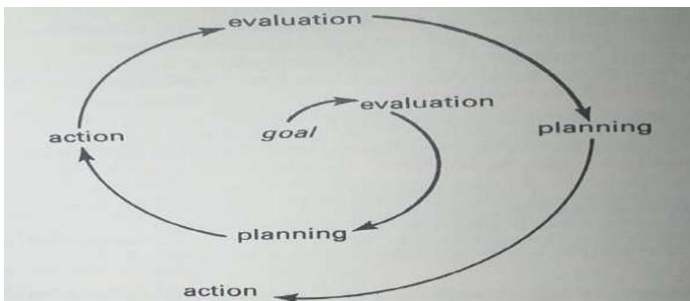 evaluation
evaluation
goal
action
planning
planning
action